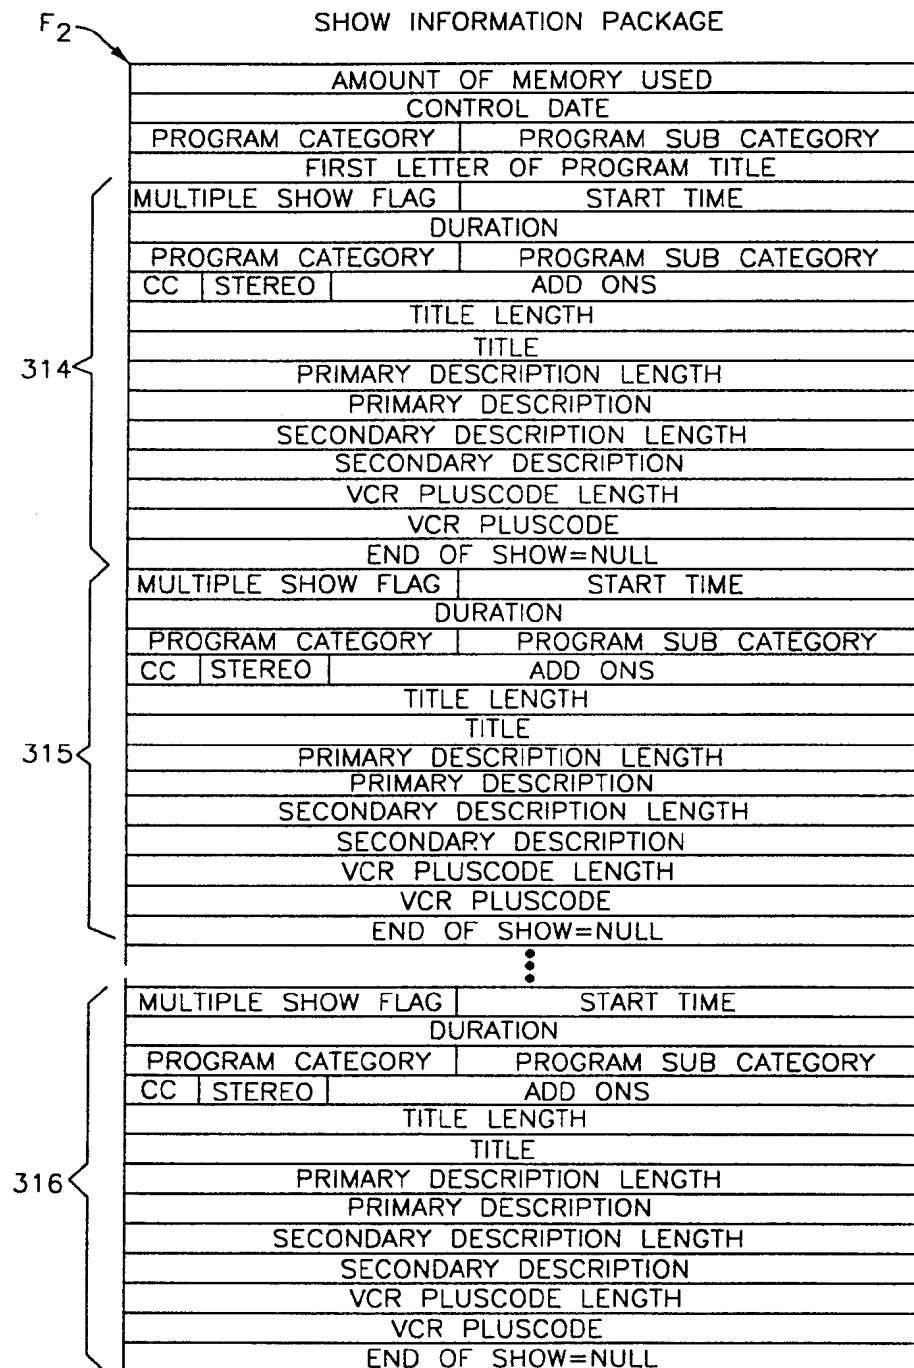 F2 SHOW INFORMATION PACKAGE
AMOUNT OF MEMORY USED
CONTROL DATE
PROGRAM CATEGORY PROGRAM SUB CATEGORY
FIRST LETTER OF PROGRAM TITLE
MULTIPLE SHOW FLAG START TIME
DURATION
PROGRAM CATEGORY PROGRAM SUB CATEGORY
CC STEREO ADD ONS
TITLE LENGTH
TITLE
314 PRIMARY DESCRIPTION LENGTH
PRIMARY DESCRIPTION
SECONDARY DESCRIPTION LENGTH
SECONDARY DESCRIPTION
VCR PLUSCODE LENGTH
VCR PLUSCODE
END OF SHOW=NULL
MULTIPLE SHOW FLAG START TIME
DURATION
PROGRAM CATEGORY PROGRAM SUB CATEGORY
CC STEREO ADD ONS
TITLE LENGTH
TITLE
315 PRIMARY DESCRIPTION LENGTH
PRIMARY DESCRIPTION
SECONDARY DESCRIPTION LENGTH
SECONDARY DESCRIPTION
VCR PLUSCODE LENGTH
VCR PLUSCODE
END OF SHOW=NULL
MULTIPLE SHOW FLAG START TIME
DURATION
PROGRAM CATEGORY PROGRAM SUB CATEGORY
CC STEREO ADD ONS
TITLE LENGTH
TITLE
316 PRIMARY DESCRIPTION LENGTH
PRIMARY DESCRIPTION
SECONDARY DESCRIPTION LENGTH
SECONDARY DESCRIPTION
VCR PLUSCODE LENGTH
VCR PLUSCODE
END OF SHOW=NULL